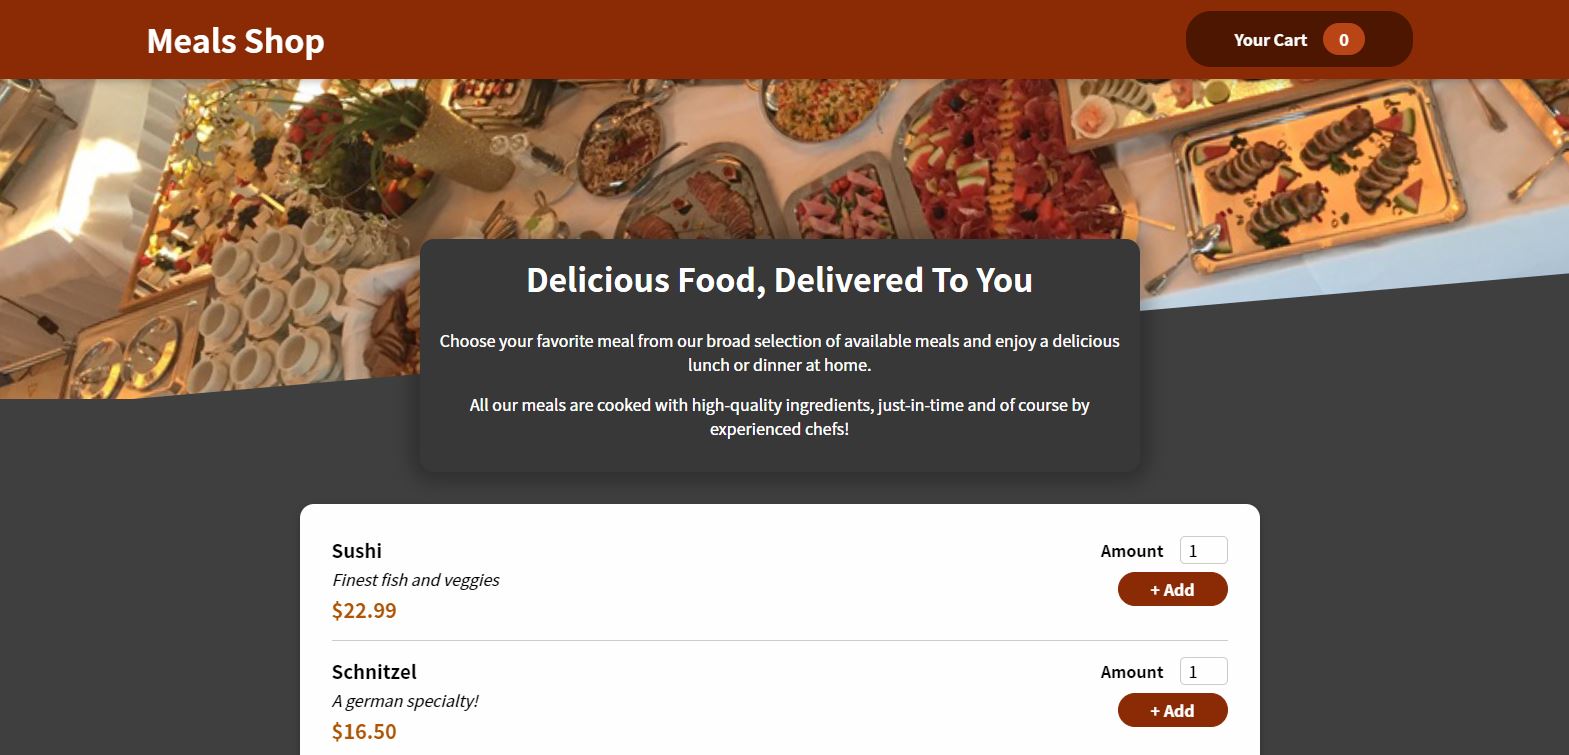 Meals Shop
Your Cart 0
Delicious Food, Delivered To You
Choose your favorite meal from our broad selection of available meals and enjoy a delicious
lunch or dinner at home.
All our meals are cooked with high-quality ingredients, just-in-time and of course by
experienced chefs!
Sushi
Finest fish and veggies
$22.99
Amount 1
+ Add
Schnitzel
A german specialty!
$16.50
Amount 1
+ Add